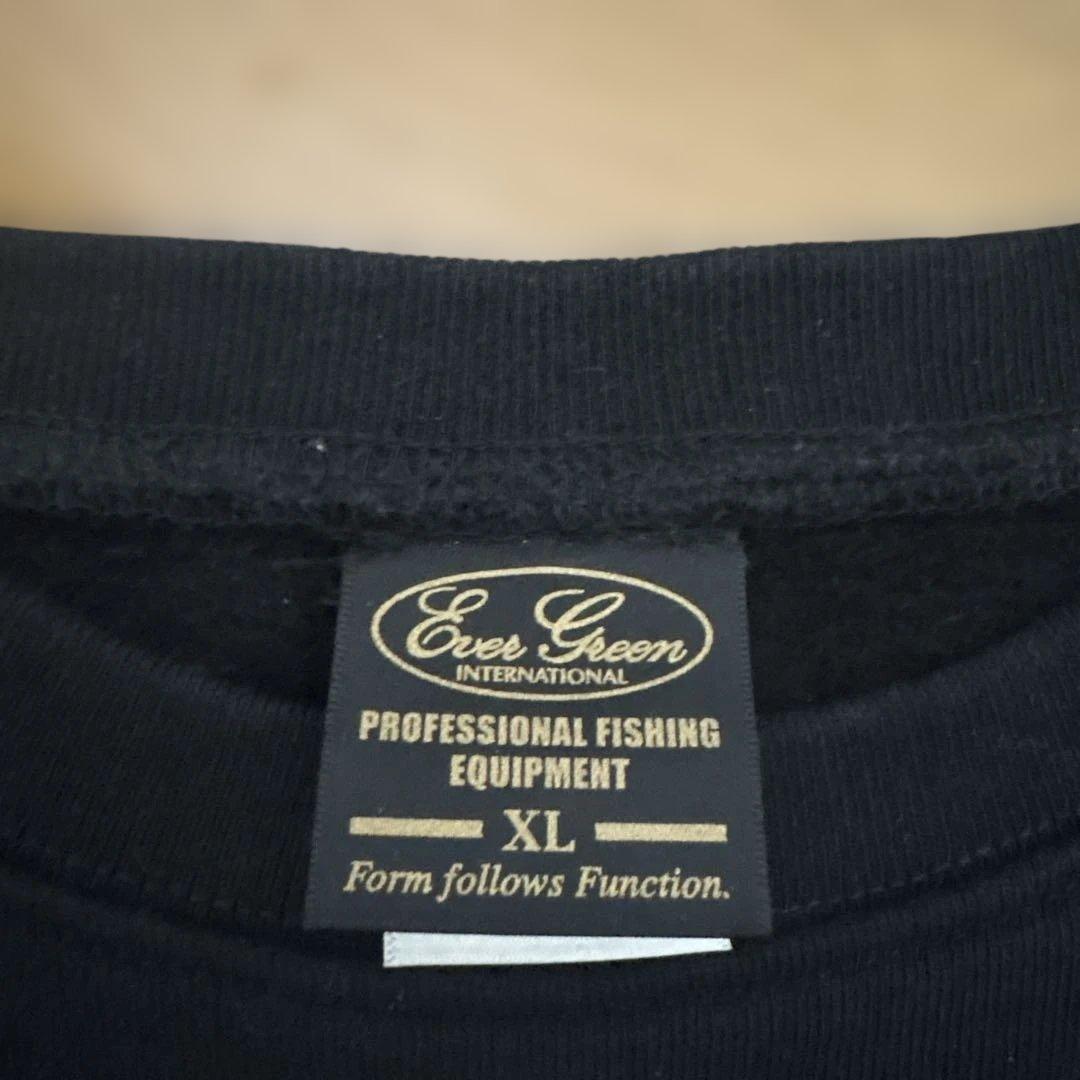 Ever Green
INTERNATIONAL
PROFESSIONAL FISHING
EQUIPMENT
XL
Form follows Function.